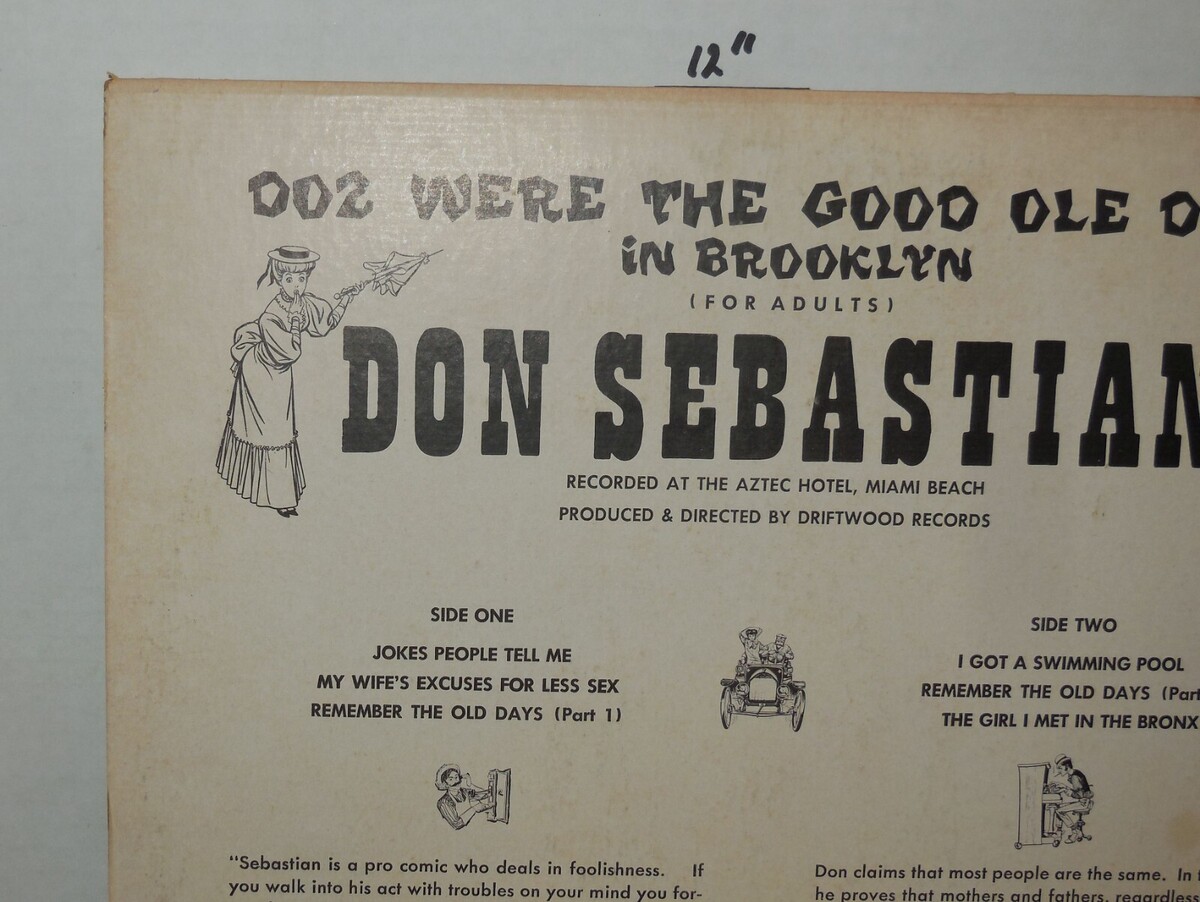 12"
DOZ WERE THE GOOD OLE
IN BROOKLYN
(FOR ADULTS)
DON SEBASTIAN
RECORDED AT THE AZTEC HOTEL, MIAMI BEACH
PRODUCED & DIRECTED BY DRIFTWOOD RECORDS
SIDE ONE
JOKES PEOPLE TELL ME
MY WIFE'S EXCUSES FOR LESS SEX
REMEMBER THE OLD DAYS (Part 1)
SIDE TWO
I GOT A SWIMMING POOL
REMEMBER THE OLD DAYS (Part
THE GIRL I MET IN THE BRONX
"Sebastian is a pro comic who deals in foolishness. If
you walk into his act with troubles on your mind you for-
Don claims that most people are the same. In
he proves that mothers and fathers, regardless